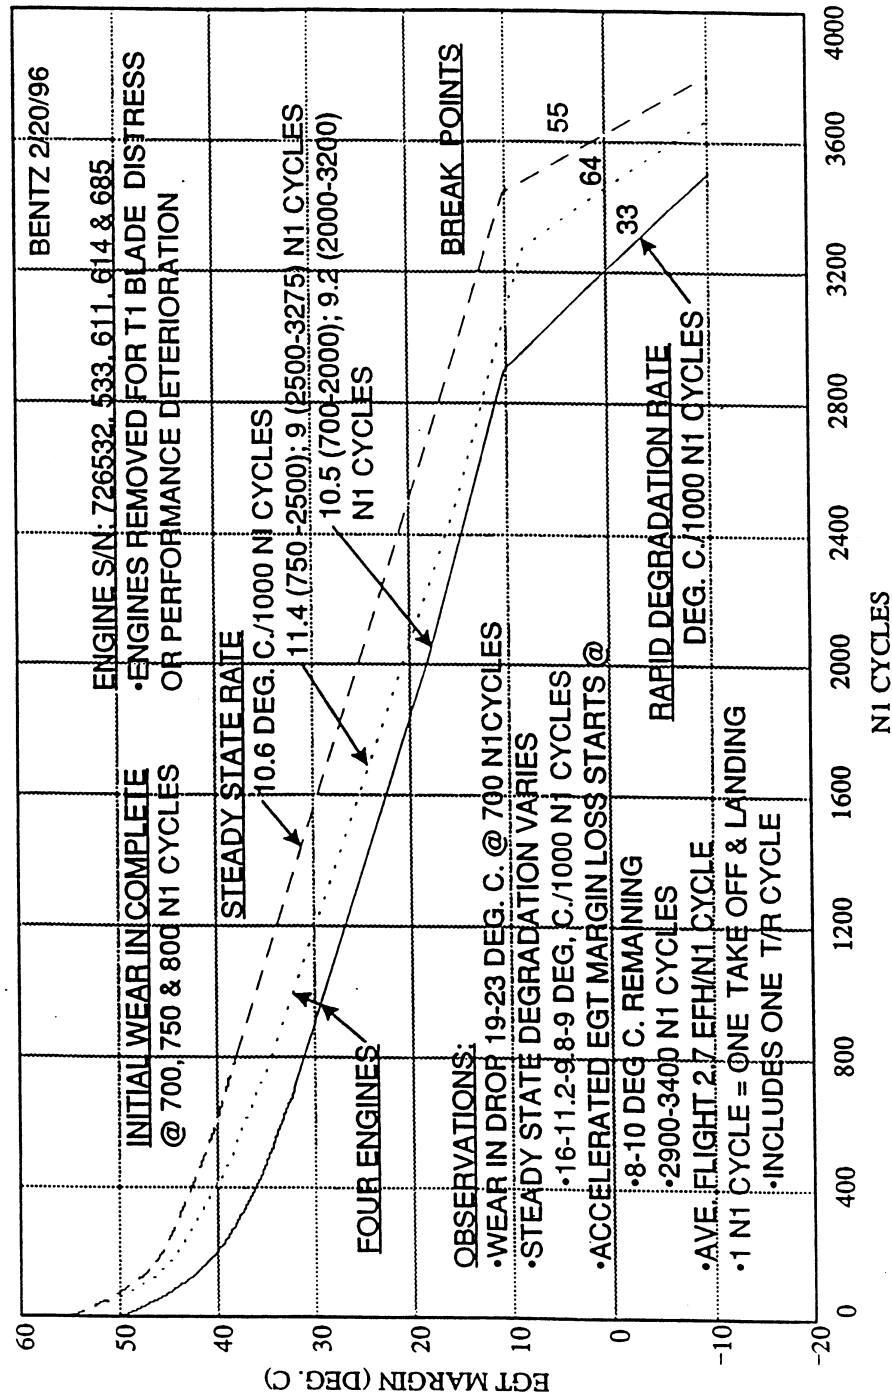 BENTZ 2/20/96
ENGINE S/N: 726532, 533, 611, 614 & 685
•ENGINES REMOVED FOR T1 BLADE DISTRESS
OR PERFORMANCE DETERIORATION
INITIAL WEAR IN COMPLETE
@ 700, 750 & 800 N1 CYCLES
STEADY STATE RATE
10.6 DEG. C./1000 N1 CYCLES
11.4 (750 -2500); 9 (2500-3275) N1 CYCLES
10.5 (700-2000); 9.2 (2000-3200)
N1 CYCLES
BREAK POINTS
55
64
33
FOUR ENGINES
OBSERVATIONS:
•WEAR IN DROP 19-23 DEG. C. @ 700 N1CYCLES
•STEADY STATE DEGRADATION VARIES
•16-11.2-9.8-9 DEG, C./1000 N1 CYCLES
•ACCELERATED EGT MARGIN LOSS STARTS @
•8-10 DEG C. REMAINING
•2900-3400 N1 CYCLES
•AVE. FLIGHT 2.7 EFH/N1 CYCLE
•1 N1 CYCLE = ONE TAKE OFF & LANDING
•INCLUDES ONE T/R CYCLE
RAPID DEGRADATION RATE
DEG. C./1000 N1 CYCLES
EGT MARGIN (DEG. C)
60
50
40
30
20
10
0
-10
-20
0
400
800
1200
1600
2000
2400
2800
3200
3600
4000
N1 CYCLES